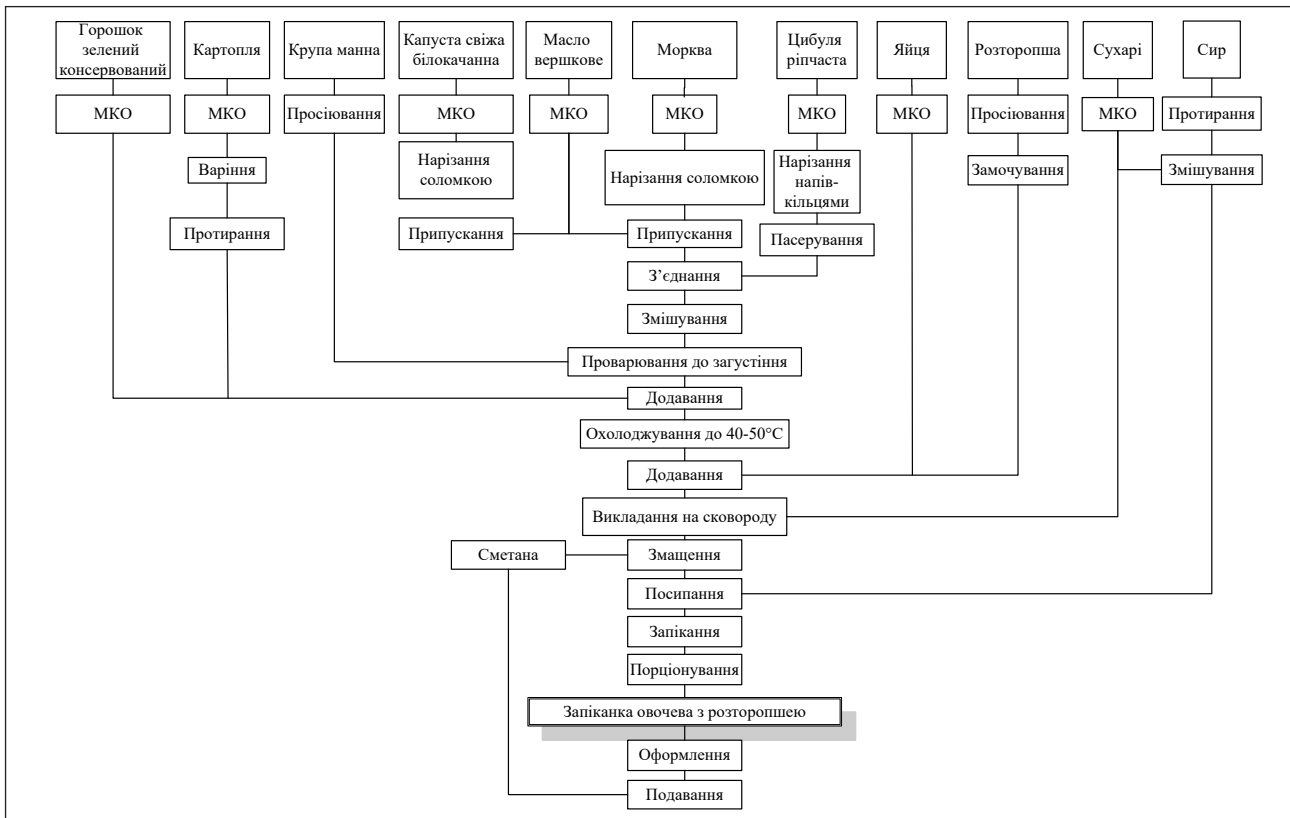 Горошок
зелений
консервований
Картопля
Крупа манна
Капуста свіжа
білокачанна
Масло
вершкове
Морква
Цибуля
ріпчаста
Яйця
Розторопша
Сухарі
Сир
МКО
МКО
Просіювання
МКО
МКО
МКО
МКО
МКО
Просіювання
МКО
Протирання
Варіння
Нарізання
соломкою
Нарізання соломкою
Нарізання
напів-
кільцями
Замочування
Змішування
Протирання
Припускання
Припускання
Пасерування
З’єднання
Змішування
Проварювання до загустіння
Додавання
Охолоджування до 40-50°С
Додавання
Викладання на сковороду
Сметана
Змащення
Посипання
Запікання
Порціонування
Запіканка овочева з розторопшею
Оформлення
Подавання